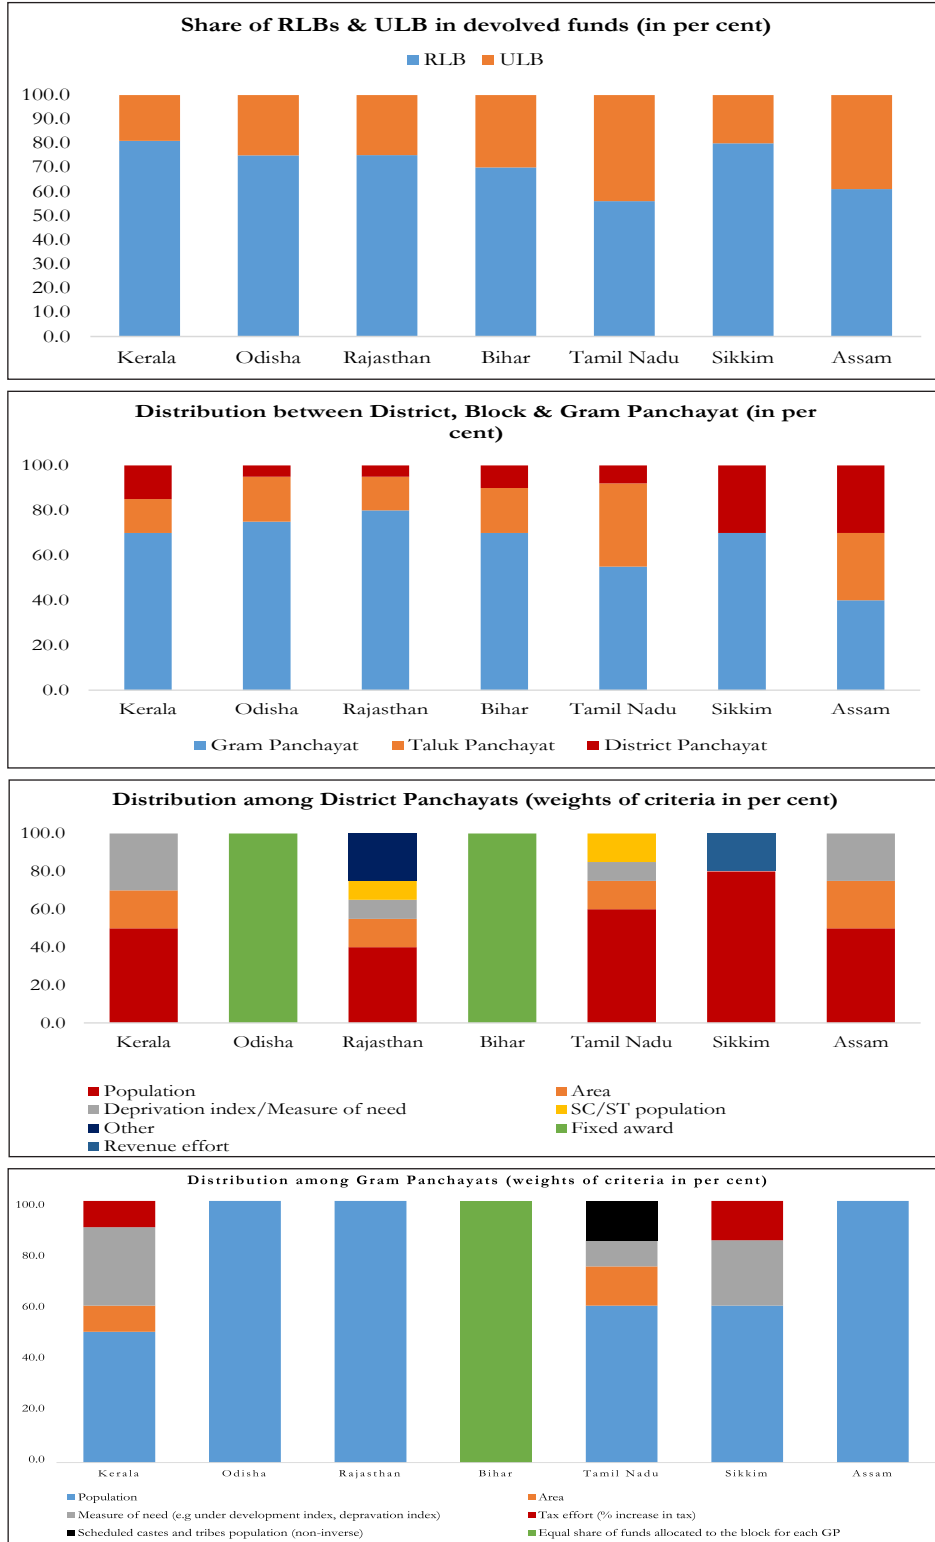 Share of RLBs & ULB in devolved funds (in per cent)
RLB ULB
100.0
90.0
80.0
70.0
60.0
50.0
40.0
30.0
20.0
10.0
0.0
Kerala Odisha Rajasthan Bihar Tamil Nadu Sikkim Assam
Distribution between District, Block & Gram Panchayat (in per
cent)
100.0
80.0
60.0
40.0
20.0
0.0
Kerala Odisha Rajasthan Bihar Tamil Nadu Sikkim Assam
Gram Panchayat Taluk Panchayat District Panchayat
Distribution among District Panchayats (weights of criteria in per cent)
100.0
80.0
60.0
40.0
20.0
0.0
Kerala Odisha Rajasthan Bihar Tamil Nadu Sikkim Assam
Population Area
Deprivation index/Measure of need SC/ST population
Other Fixed award
Revenue effort
Distribution among Gram Panchayats (weights of criteria in per cent)
100.0
80.0
60.0
40.0
20.0
0.0
Kerala Odisha Rajasthan Bihar Tamil Nadu Sikkim Assam
Population Area
Measure of need (e.g under development index, depravation index) Tax effort (% increase in tax)
Scheduled castes and tribes population (non-inverse) Equal share of funds allocated to the block for each GP